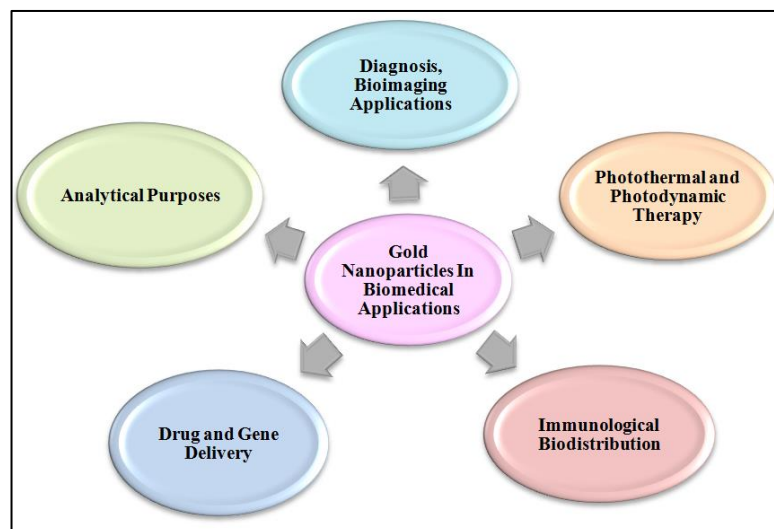 Diagnosis,
Bioimaging
Applications
Analytical Purposes
Photothermal and
Photodynamic
Therapy
Gold
Nanoparticles In
Biomedical
Applications
Drug and Gene
Delivery
Immunological
Biodistribution